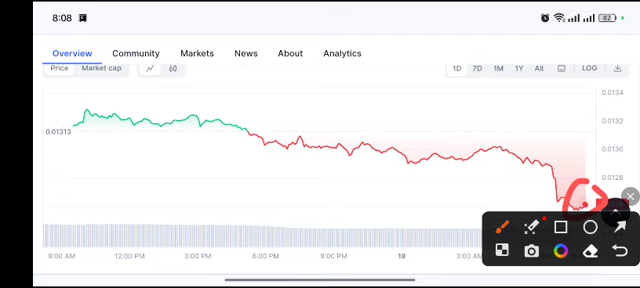 8:08 82
Overview Community Markets News About Analytics
Price Market cap 1D 7D 1M 1Y All LOG
0.0134
0.0132
0.01313
0.0130
0.0128
9:00 AM 12:00 PM 3:00 PM 6:00 PM 9:00 PM 19 3:00 AM